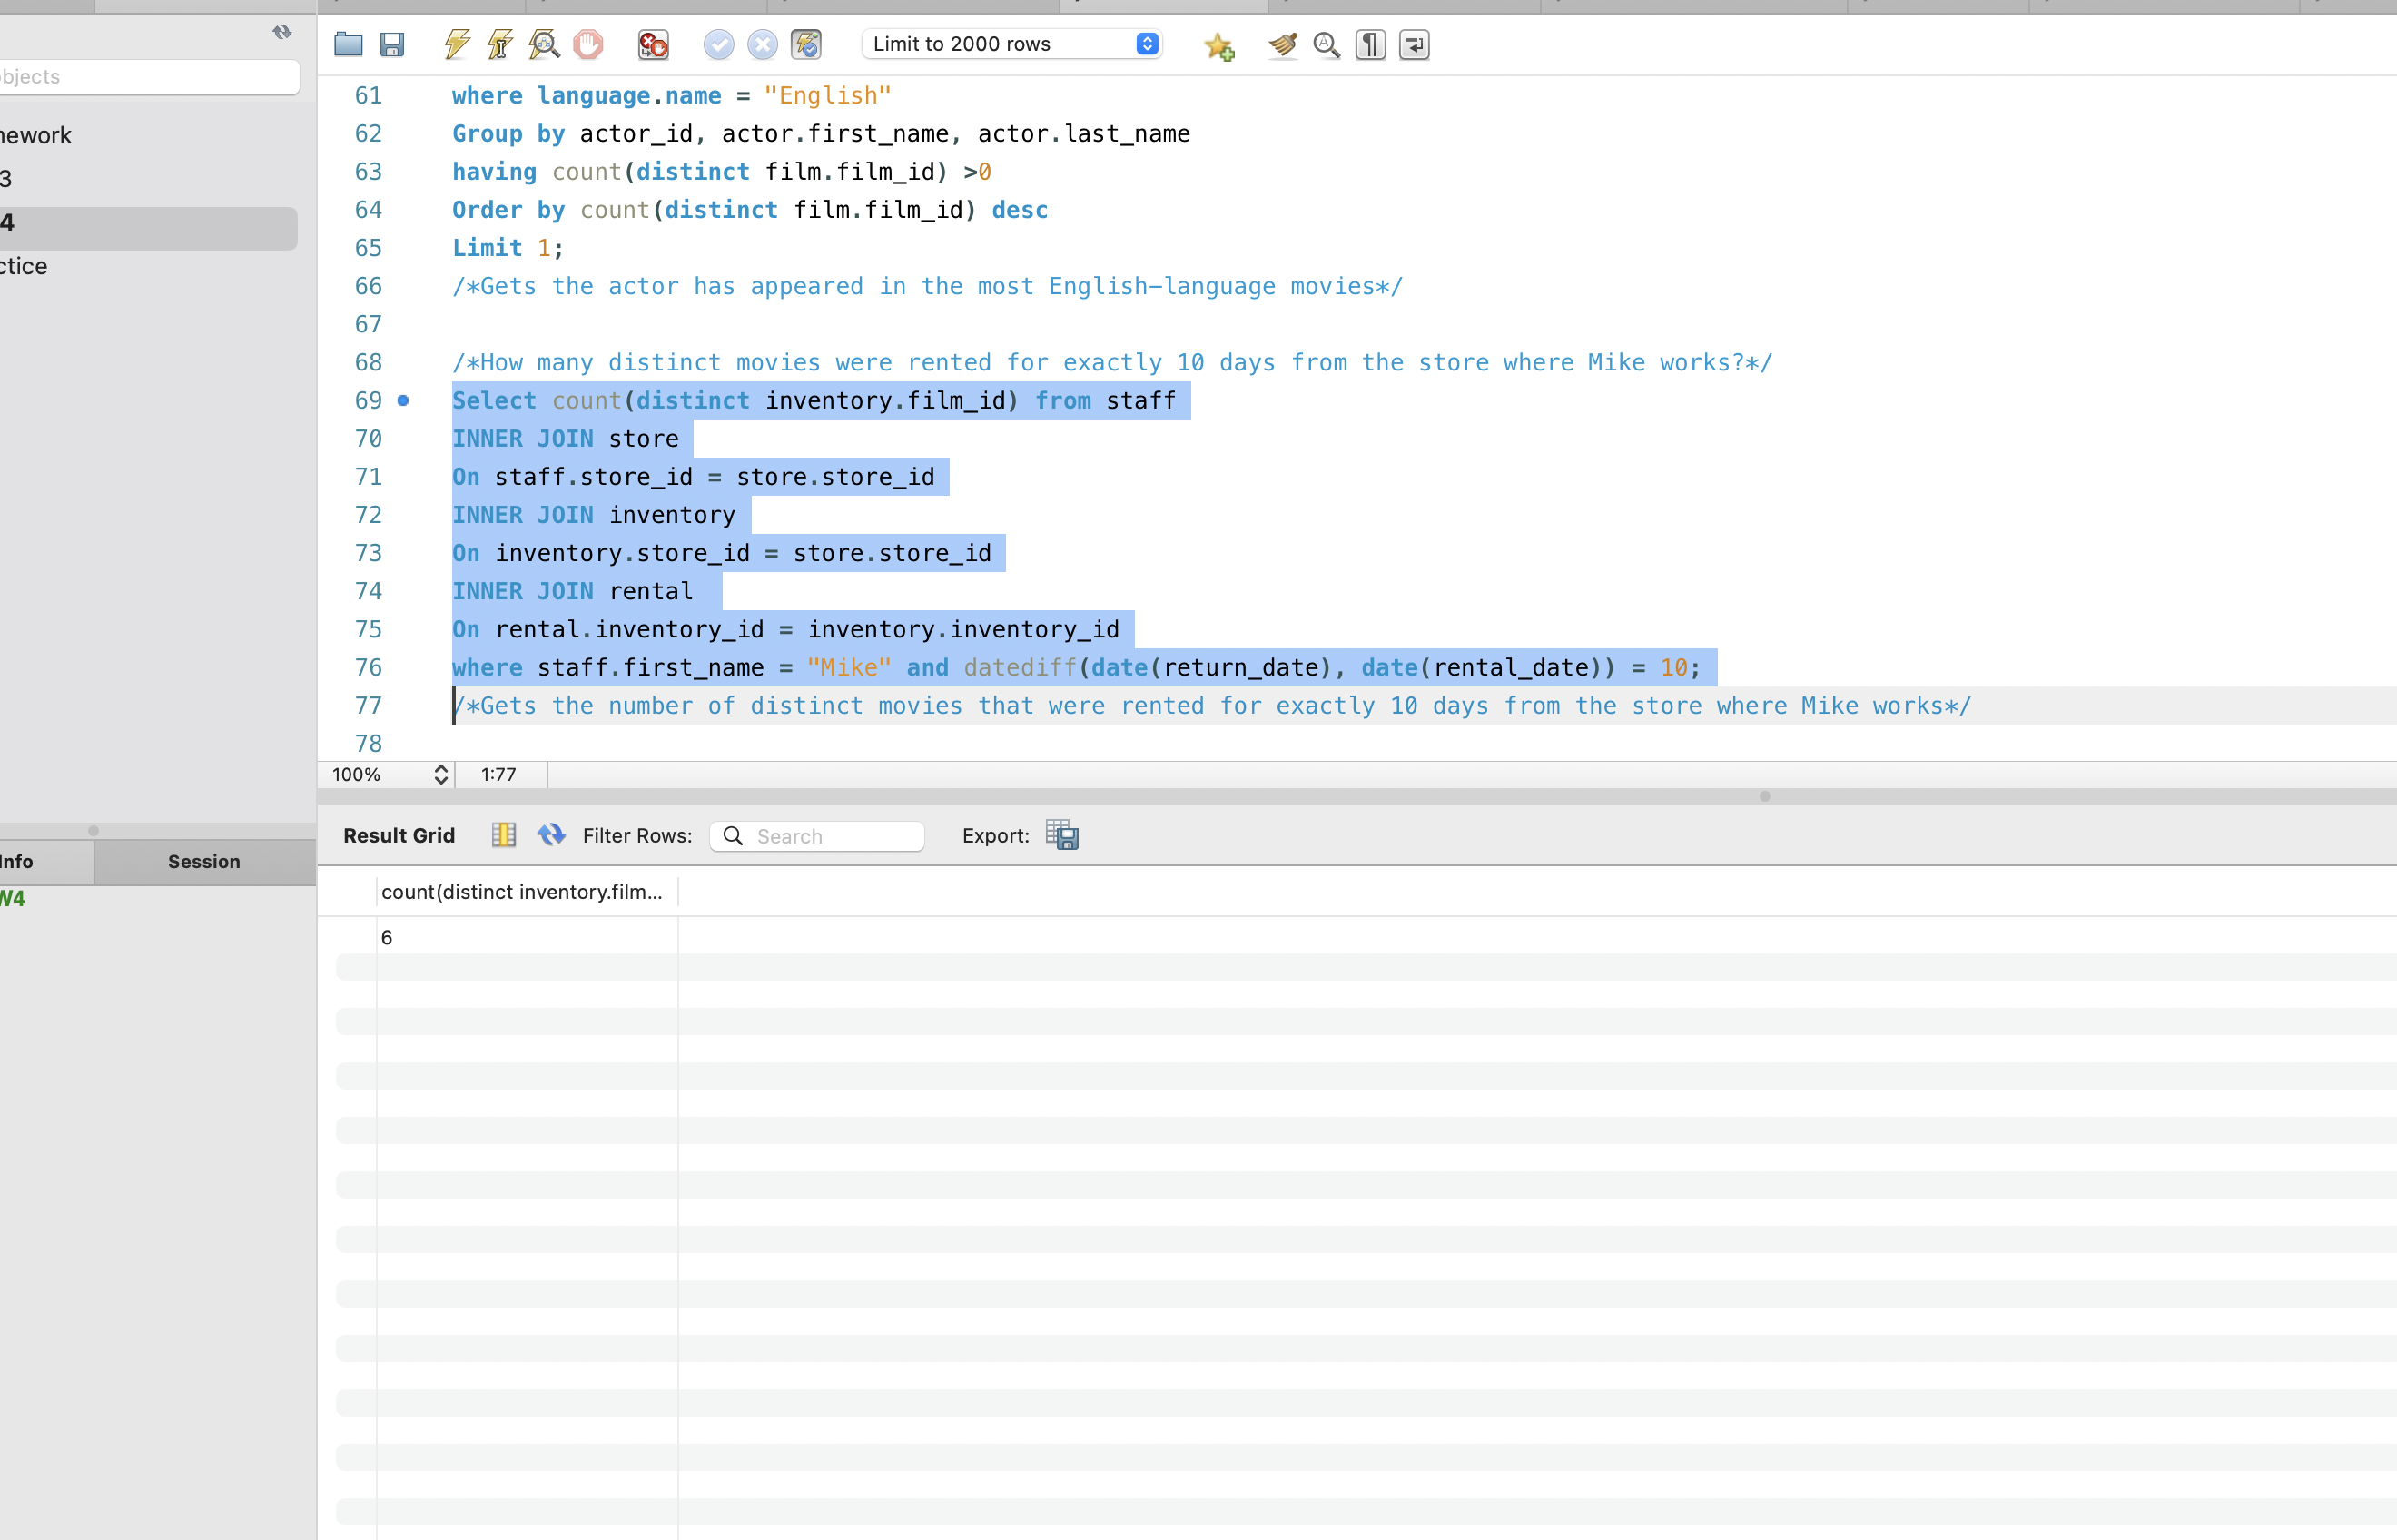 Limit to 2000 rows
objects
nework
3
4
ctice
61 where language.name = "English"
62 Group by actor_id, actor.first_name, actor.last_name
63 having count(distinct film.film_id) >0
64 Order by count(distinct film.film_id) desc
65 Limit 1;
66 /*Gets the actor has appeared in the most English-language movies*/
67
68 /*How many distinct movies were rented for exactly 10 days from the store where Mike works?*/
69 Select count(distinct inventory.film_id) from staff
70 INNER JOIN store
71 On staff.store_id = store.store_id
72 INNER JOIN inventory
73 On inventory.store_id = store.store_id
74 INNER JOIN rental
75 On rental.inventory_id = inventory.inventory_id
76 where staff.first_name = "Mike" and datediff(date(return_date), date(rental_date)) = 10;
77 /*Gets the number of distinct movies that were rented for exactly 10 days from the store where Mike works*/
78
100% 1:77
Result Grid Filter Rows: Search Export:
Info Session
W4
count(distinct inventory.film...
6